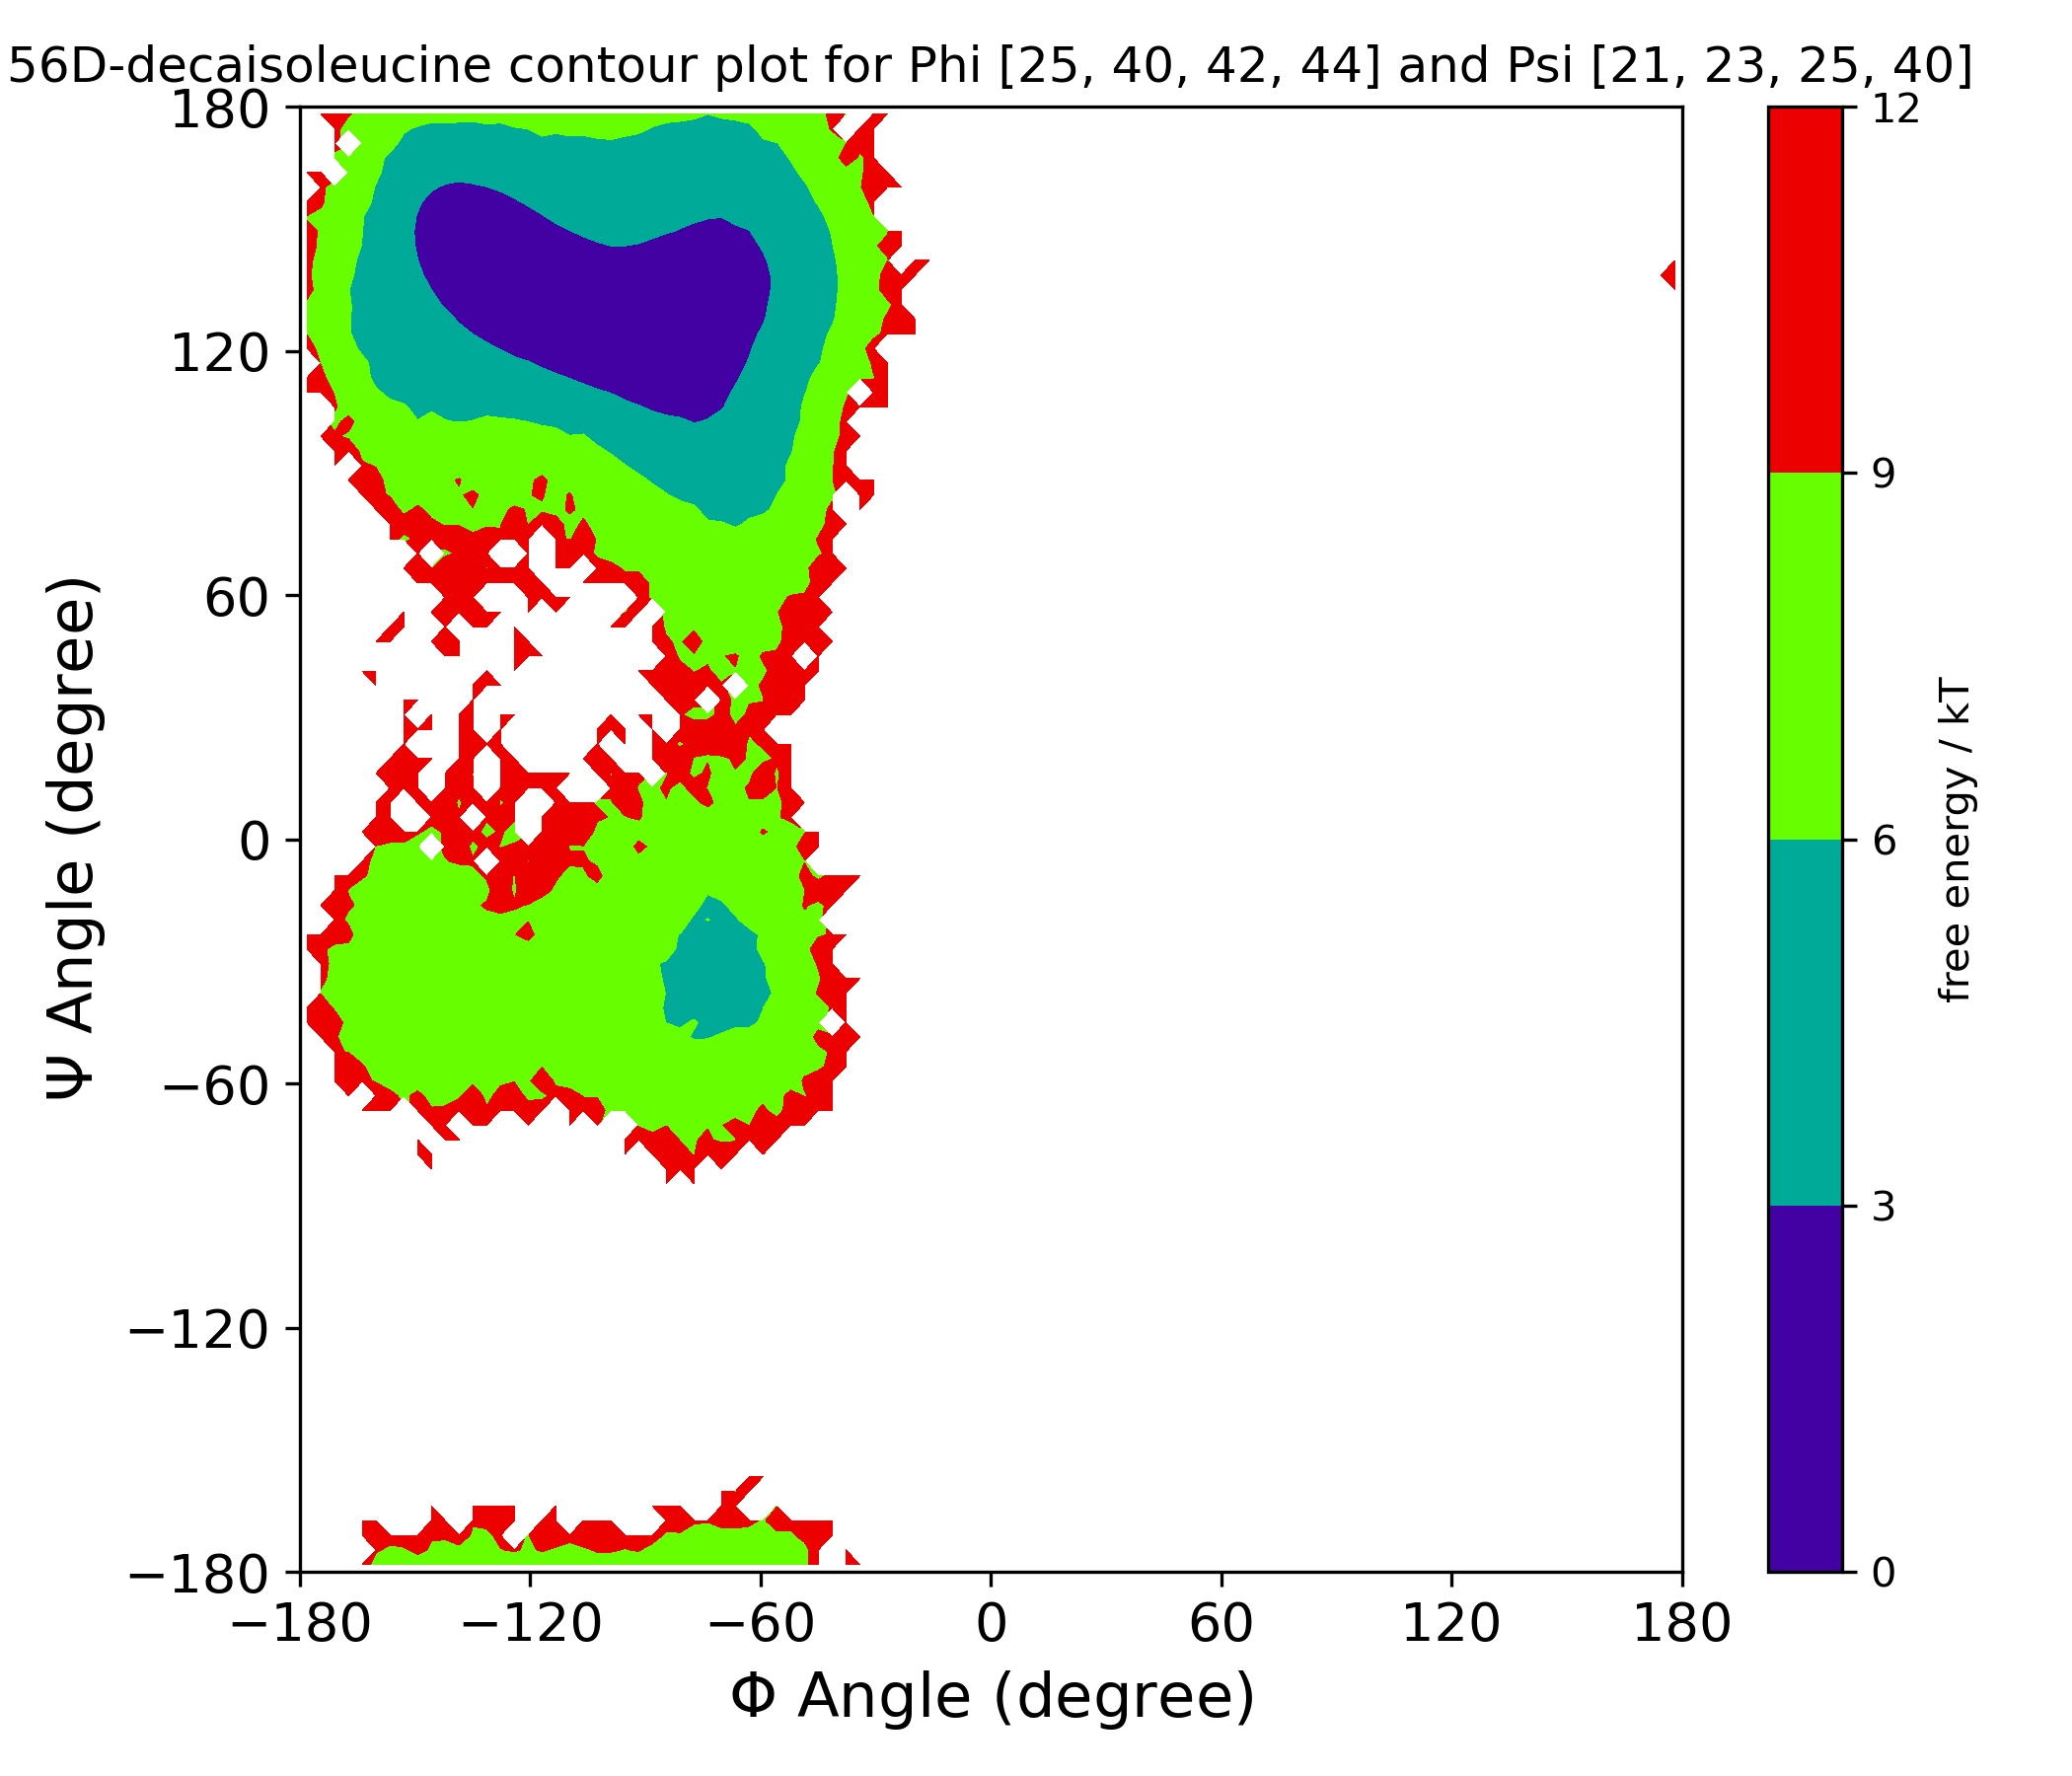 56D-decaisoleucine contour plot for Phi [25, 40, 42, 44] and Psi [21, 23, 25, 40]
180
120
60
0
−60
−120
−180
Ψ Angle (degree)
−180 −120 −60 0 60 120 180
Φ Angle (degree)
12
9
6
3
0
free energy / kT